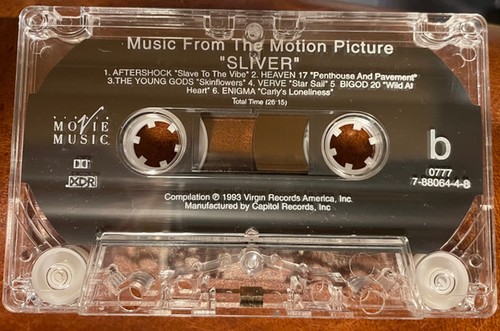 Music From The Motion Picture
"SLIVER"
1. AFTERSHOCK "Slave To The Vibe" 2. HEAVEN 17 "Penthouse And Pavement"
3.THE YOUNG GODS "Skinflowers" 4. VERVE "Star Sail" 5 BIGOD 20 "Wild At
Heart" 6. ENIGMA "Carly's Loneliness"
Total Time (26:15)
MOVIE
MUSIC
XDR
b
0777
7-88064-4-B
Compilation ℗ 1993 Virgin Records America, Inc.
Manufactured by Capitol Records, Inc.